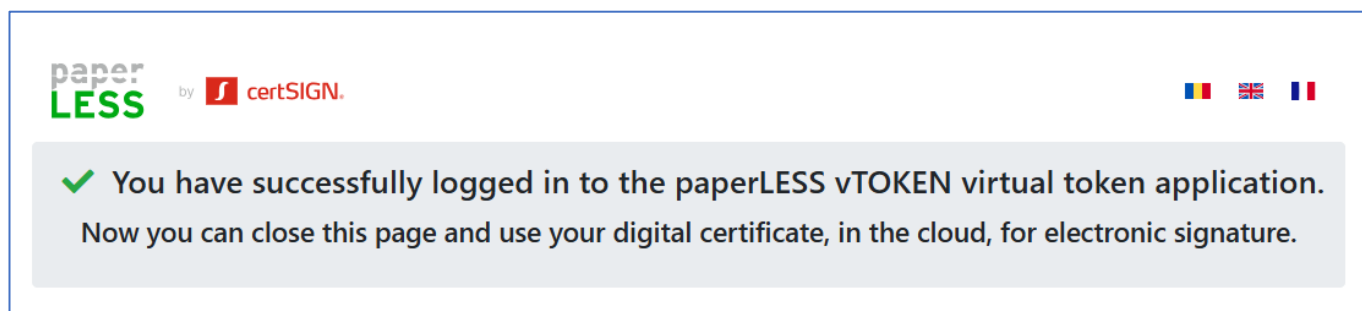 paper
LESS
by certSIGN.
You have successfully logged in to the paperLESS vTOKEN virtual token application.
Now you can close this page and use your digital certificate, in the cloud, for electronic signature.